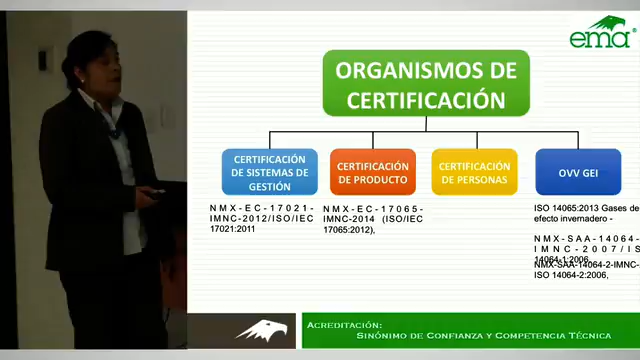 ema®
ORGANISMOS DE
CERTIFICACIÓN
CERTIFICACIÓN
DE SISTEMAS DE
GESTIÓN
CERTIFICACIÓN
DE PRODUCTO
CERTIFICACIÓN
DE PERSONAS
OVV GEI
NMX-EC-17021-
IMNC-2012/ISO/IEC
17021:2011
NMX-EC-17065-
IMNC-2014 (ISO/IEC
17065:2012),
ISO 14065:2013 Gases de
efecto invernadero -
NMX-SAA-14064-
IMNC-2007/IS
14064-1:2006,
NMX-SAA-14064-2-IMNC-
ISO 14064-2:2006,
ACREDITACIÓN:
SINÓNIMO DE CONFIANZA Y COMPETENCIA TÉCNICA